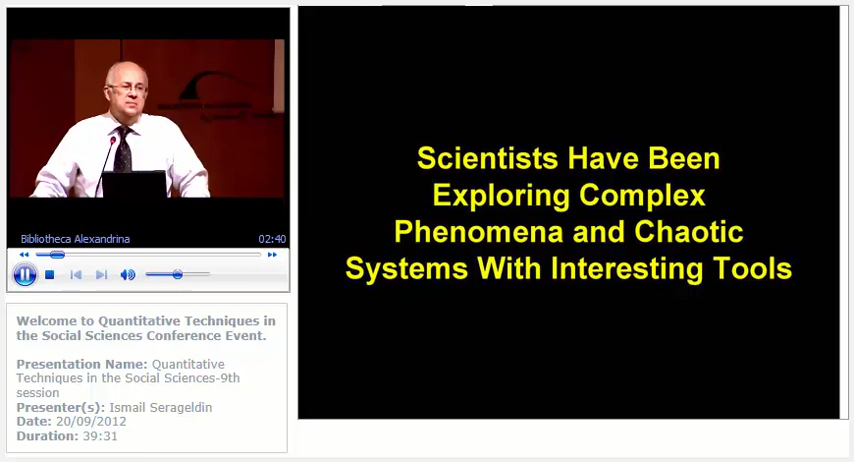 Bibliotheca Alexandrina 02:40
Welcome to Quantitative Techniques in
the Social Sciences Conference Event.
Presentation Name: Quantitative
Techniques in the Social Sciences-9th
session
Presenter(s): Ismail Serageldin
Date: 20/09/2012
Duration: 39:31
Scientists Have Been
Exploring Complex
Phenomena and Chaotic
Systems With Interesting Tools